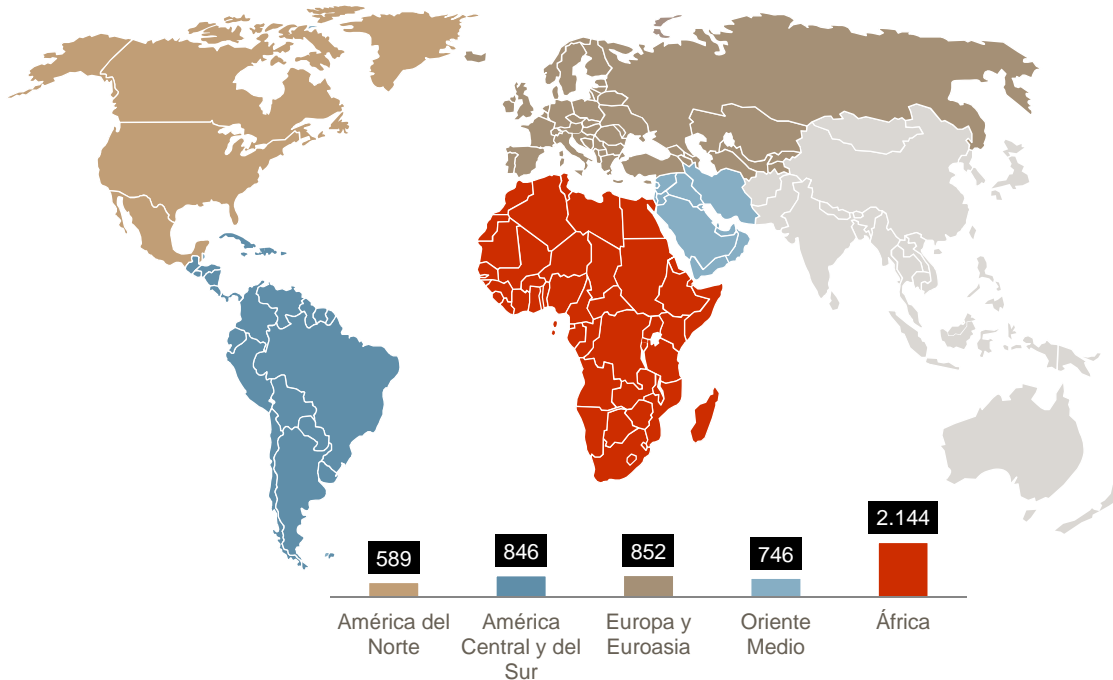 589
846
852
746
2.144
América del
Norte
América
Central y del
Sur
Europa y
Euroasia
Oriente
Medio
África